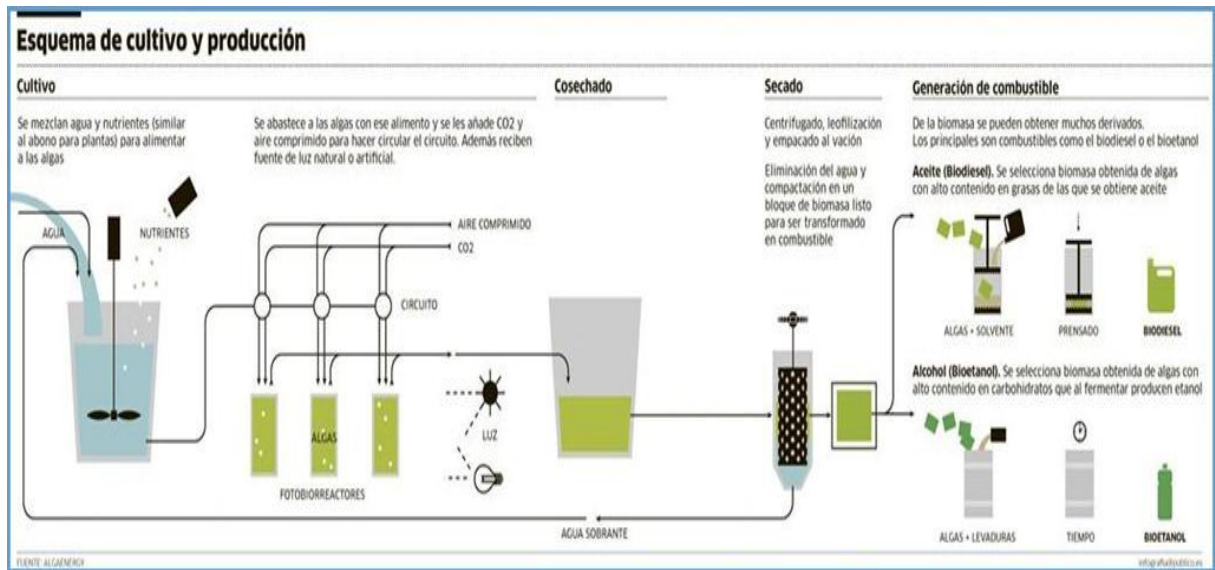 Esquema de cultivo y producción
Cultivo
Se mezclan agua y nutrientes (similar
al abono para plantas) para alimentar
a las algas
Se abastece a las algas con ese alimento y se les añade CO2 y
aire comprimido para hacer circular el circuito. Además reciben
fuente de luz natural o artificial.
AGUA
NUTRIENTES
AIRE COMPRIMIDO
CO2
CIRCUITO
ALGAS
FOTOBIORREACTORES
LUZ
Cosechado
Secado
Centrifugado, leofilización
y empacado al vación
Eliminación del agua y
compactación en un
bloque de biomasa listo
para ser transformado
en combustible
AGUA SOBRANTE
Generación de combustible
De la biomasa se pueden obtener muchos derivados.
Los principales son combustibles como el biodiesel o el bioetanol
Aceite (Biodiesel). Se selecciona biomasa obtenida de algas
con alto contenido en grasas de las que se obtiene aceite
ALGAS + SOLVENTE
PRENSADO
BIODIESEL
Alcohol (Bioetanol). Se selecciona biomasa obtenida de algas con
alto contenido en carbohidratos que al fermentar producen etanol
ALGAS + LEVADURAS
TIEMPO
BIOETANOL
FUENTE: ALGAENERGY
infografia@publico.es